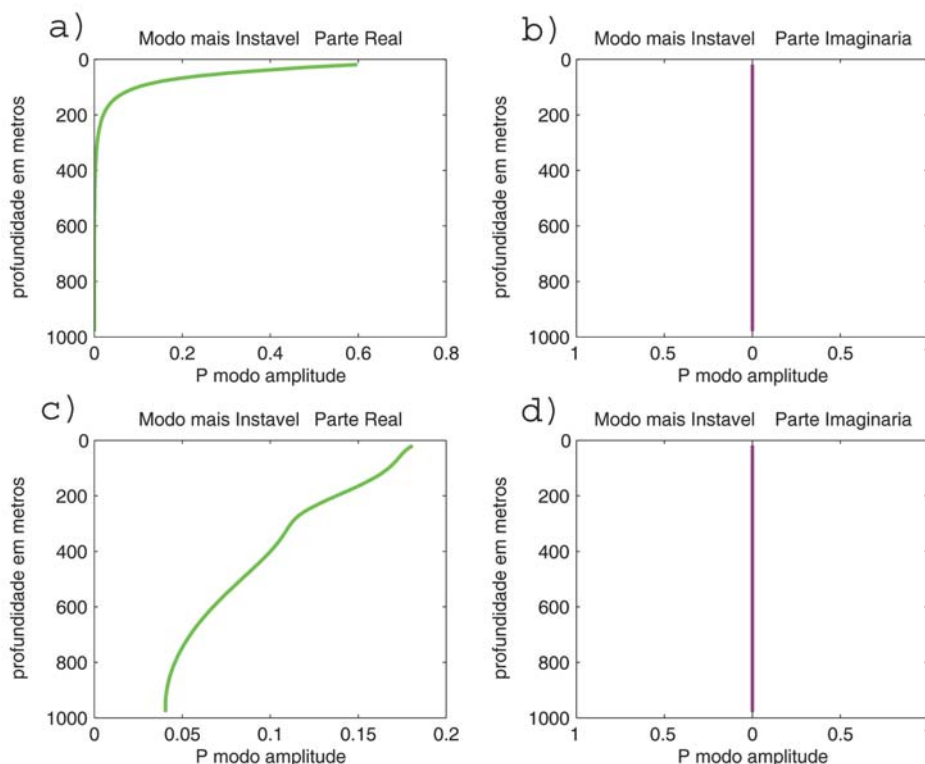 a)
Modo mais Instavel   Parte Real
0
200
400
600
800
1000
profundidade em metros
0 0.2 0.4 0.6 0.8
P modo amplitude
b)
Modo mais Instavel   Parte Imaginaria
0
200
400
600
800
1000
profundidade em metros
1 0.5 0 0.5 1
P modo amplitude
c)
Modo mais Instavel   Parte Real
0
200
400
600
800
1000
profundidade em metros
0 0.05 0.1 0.15 0.2
P modo amplitude
d)
Modo mais Instavel   Parte Imaginaria
0
200
400
600
800
1000
profundidade em metros
1 0.5 0 0.5
P modo amplitude